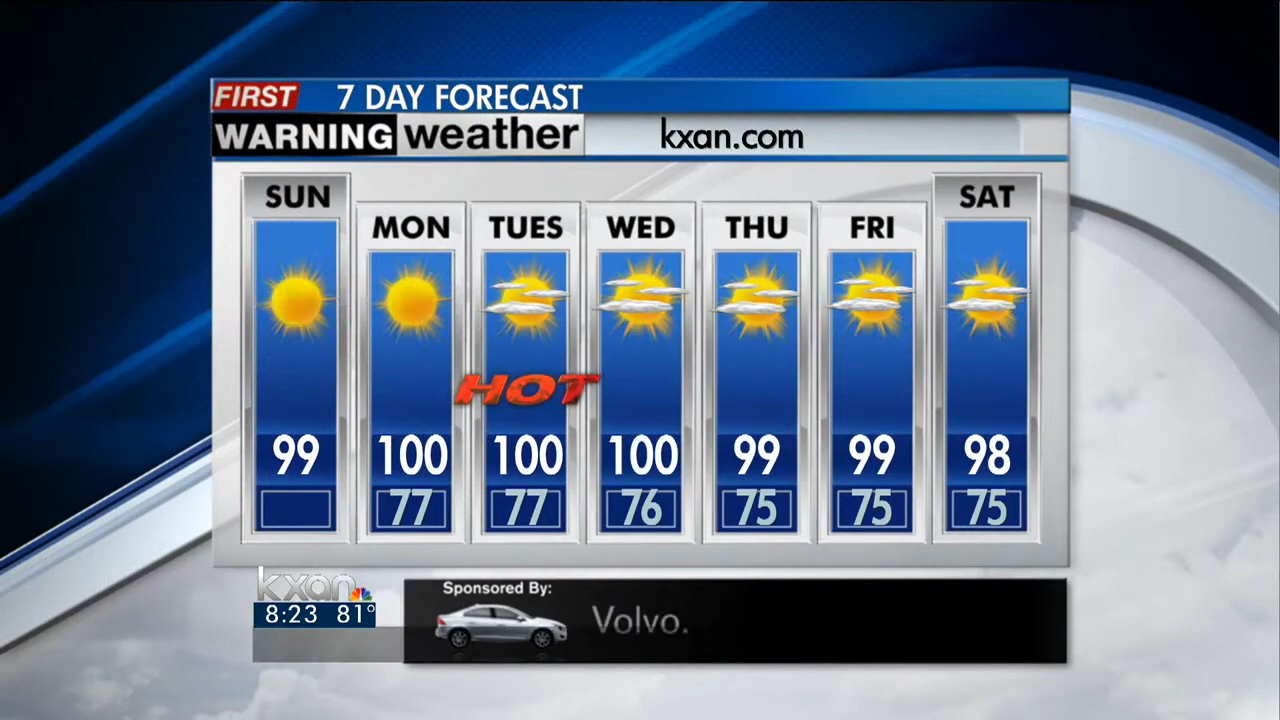 FIRST 7 DAY FORECAST
WARNING weather kxan.com
SUN MON TUES WED THU FRI SAT
HOT
99 100 100 100 99 99 98
77 77 76 75 75 75
kxan
8:23 81°
Sponsored By:
Volvo.